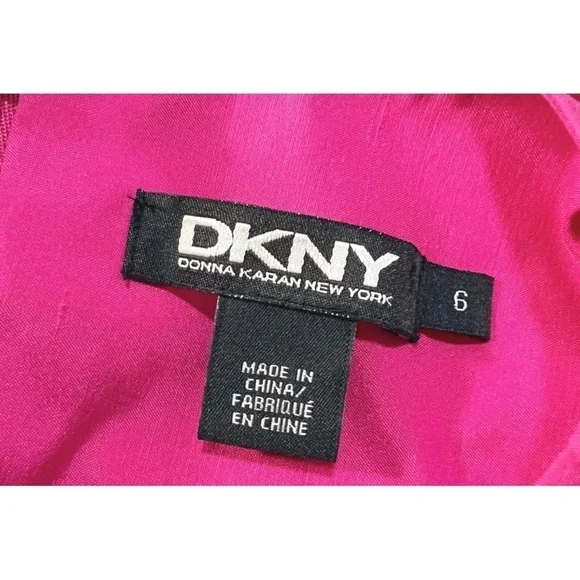 DKNY
DONNA KARAN NEW YORK
6
MADE IN
CHINA/
FABRIQUÉ
EN CHINE